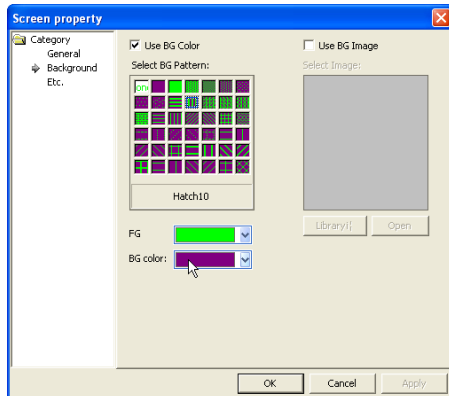 Screen property
Category
General
Background
Etc.
Use BG Color
Select BG Pattern:
Hatch10
FG
BG color:
Use BG Image
Select Image:
Library¡¦
Open
OK
Cancel
Apply